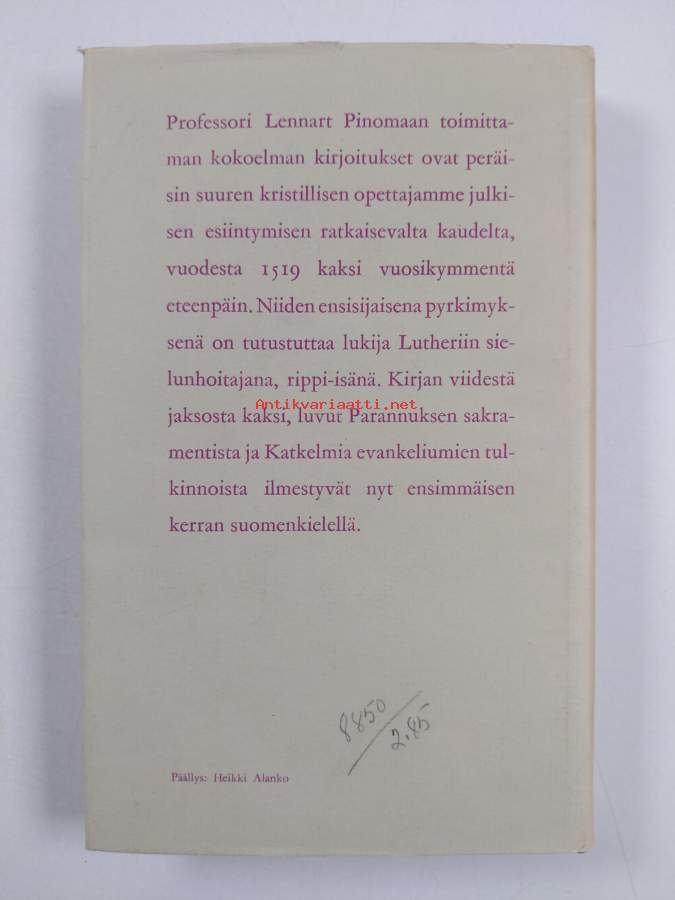 Professori Lennart Pinomaan toimitta-
man kokoelman kirjoitukset ovat peräi-
sin suuren kristillisen opettajamme julki-
sen esiintymisen ratkaisevalta kaudelta,
vuodesta 1519 kaksi vuosikymmentä
eteenpäin. Niiden ensisijaisena pyrkimyk-
senä on tutustuttaa lukija Lutheriin sie-
lunhoitajana, rippi-isänä. Kirjan viidestä
Antikvariaatti.net
jaksosta kaksi, luvut Parannuksen sakra-
mentista ja Katkelmia evankeliumien tul-
kinnoista ilmestyvät nyt ensimmäisen
kerran suomenkielellä.
8850/2.85
Päällys: Heikki Alanko